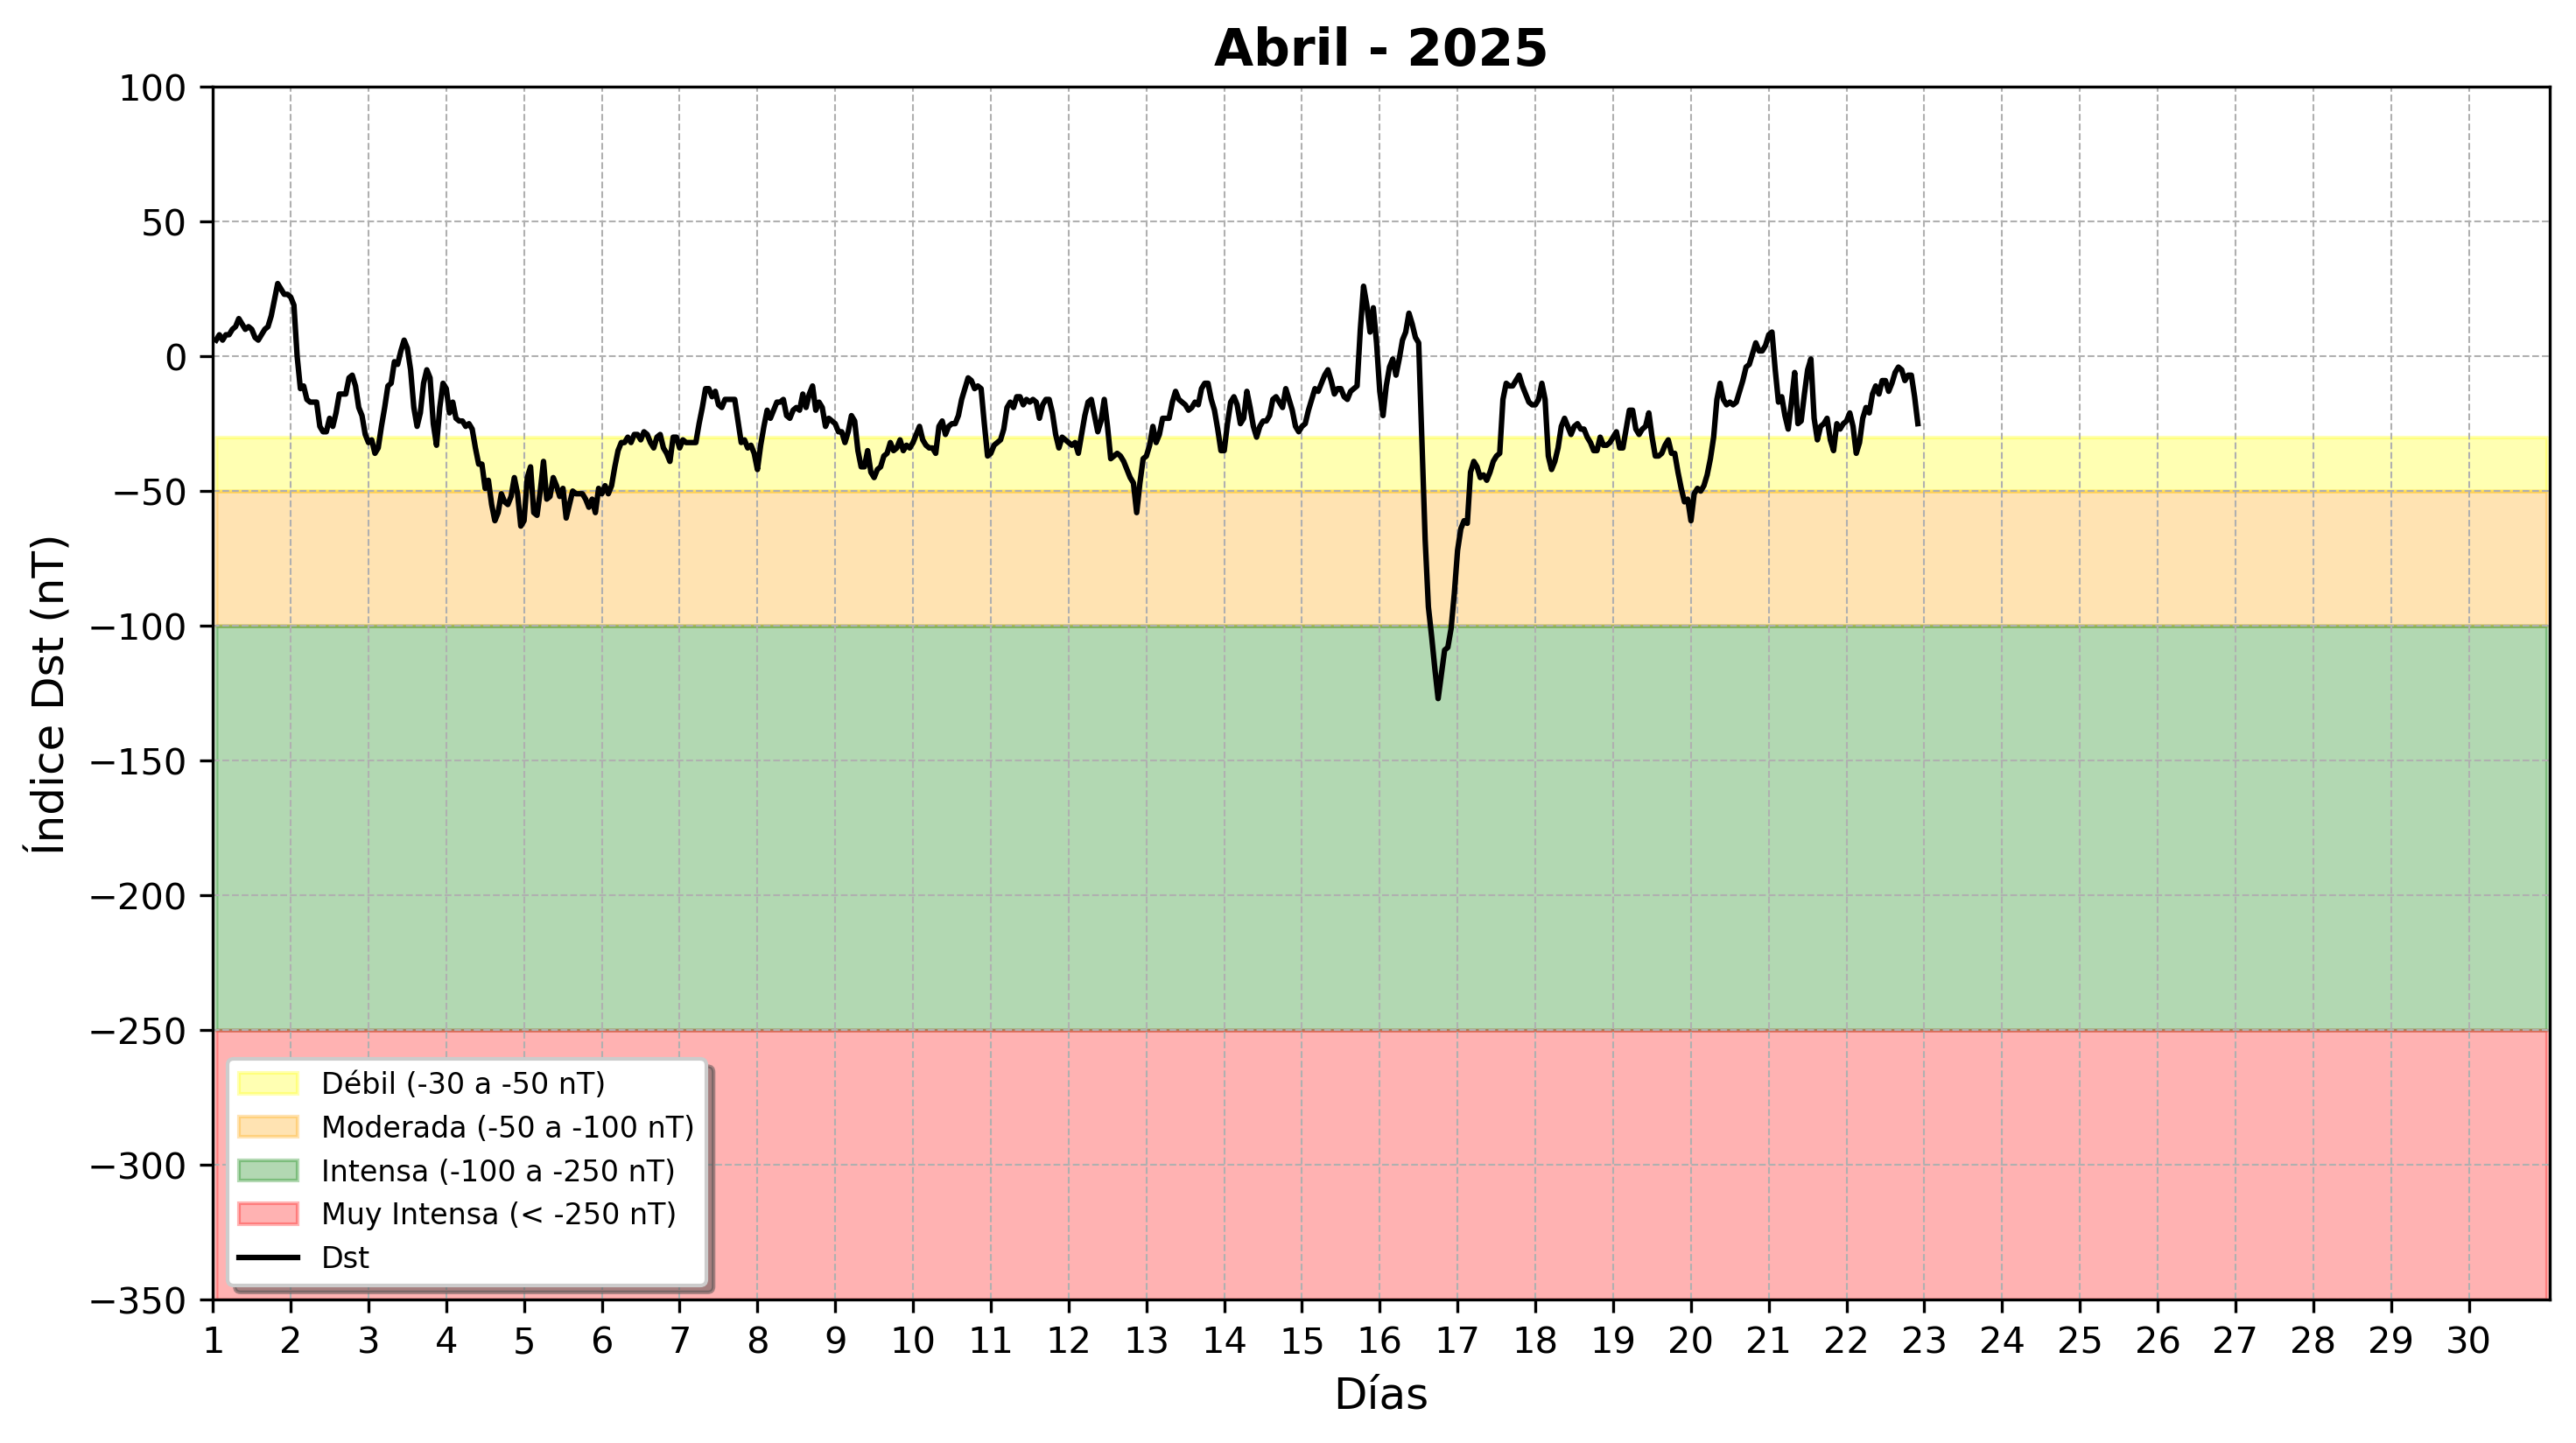 Abril - 2025
100
50
0
−50
−100
−150
−200
−250
−300
−350
Índice Dst (nT)
Débil (-30 a -50 nT)
Moderada (-50 a -100 nT)
Intensa (-100 a -250 nT)
Muy Intensa (< -250 nT)
Dst
1 2 3 4 5 6 7 8 9 10 11 12 13 14 15 16 17 18 19 20 21 22 23 24 25 26 27 28 29 30
Días